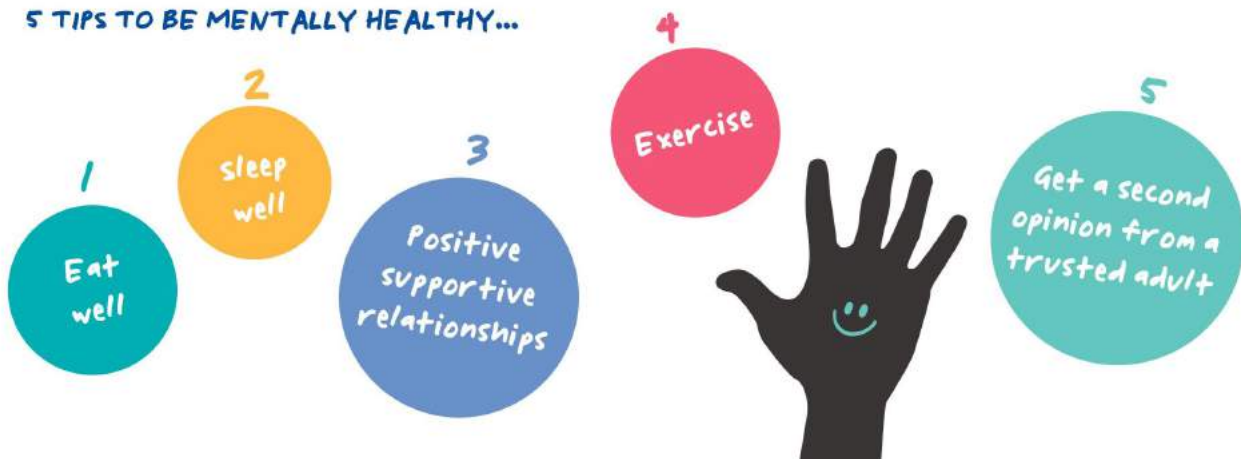 5 TIPS TO BE MENTALLY HEALTHY...
1
Eat
well
2
sleep
well
3
Positive
supportive
relationships
4
Exercise
5
Get a second
opinion from a
trusted adult